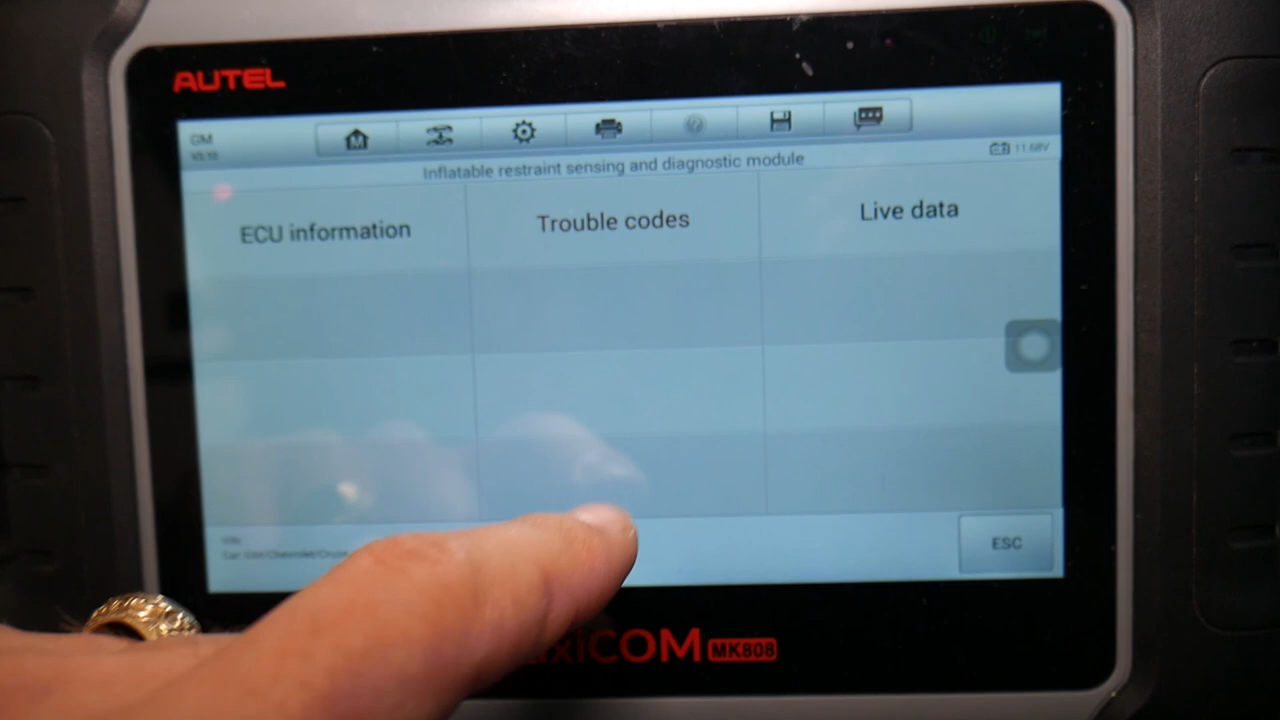 AUTEL
GM
Inflatable restraint sensing and diagnostic module
11.68V
ECU information
Trouble codes
Live data
ESC
MK808